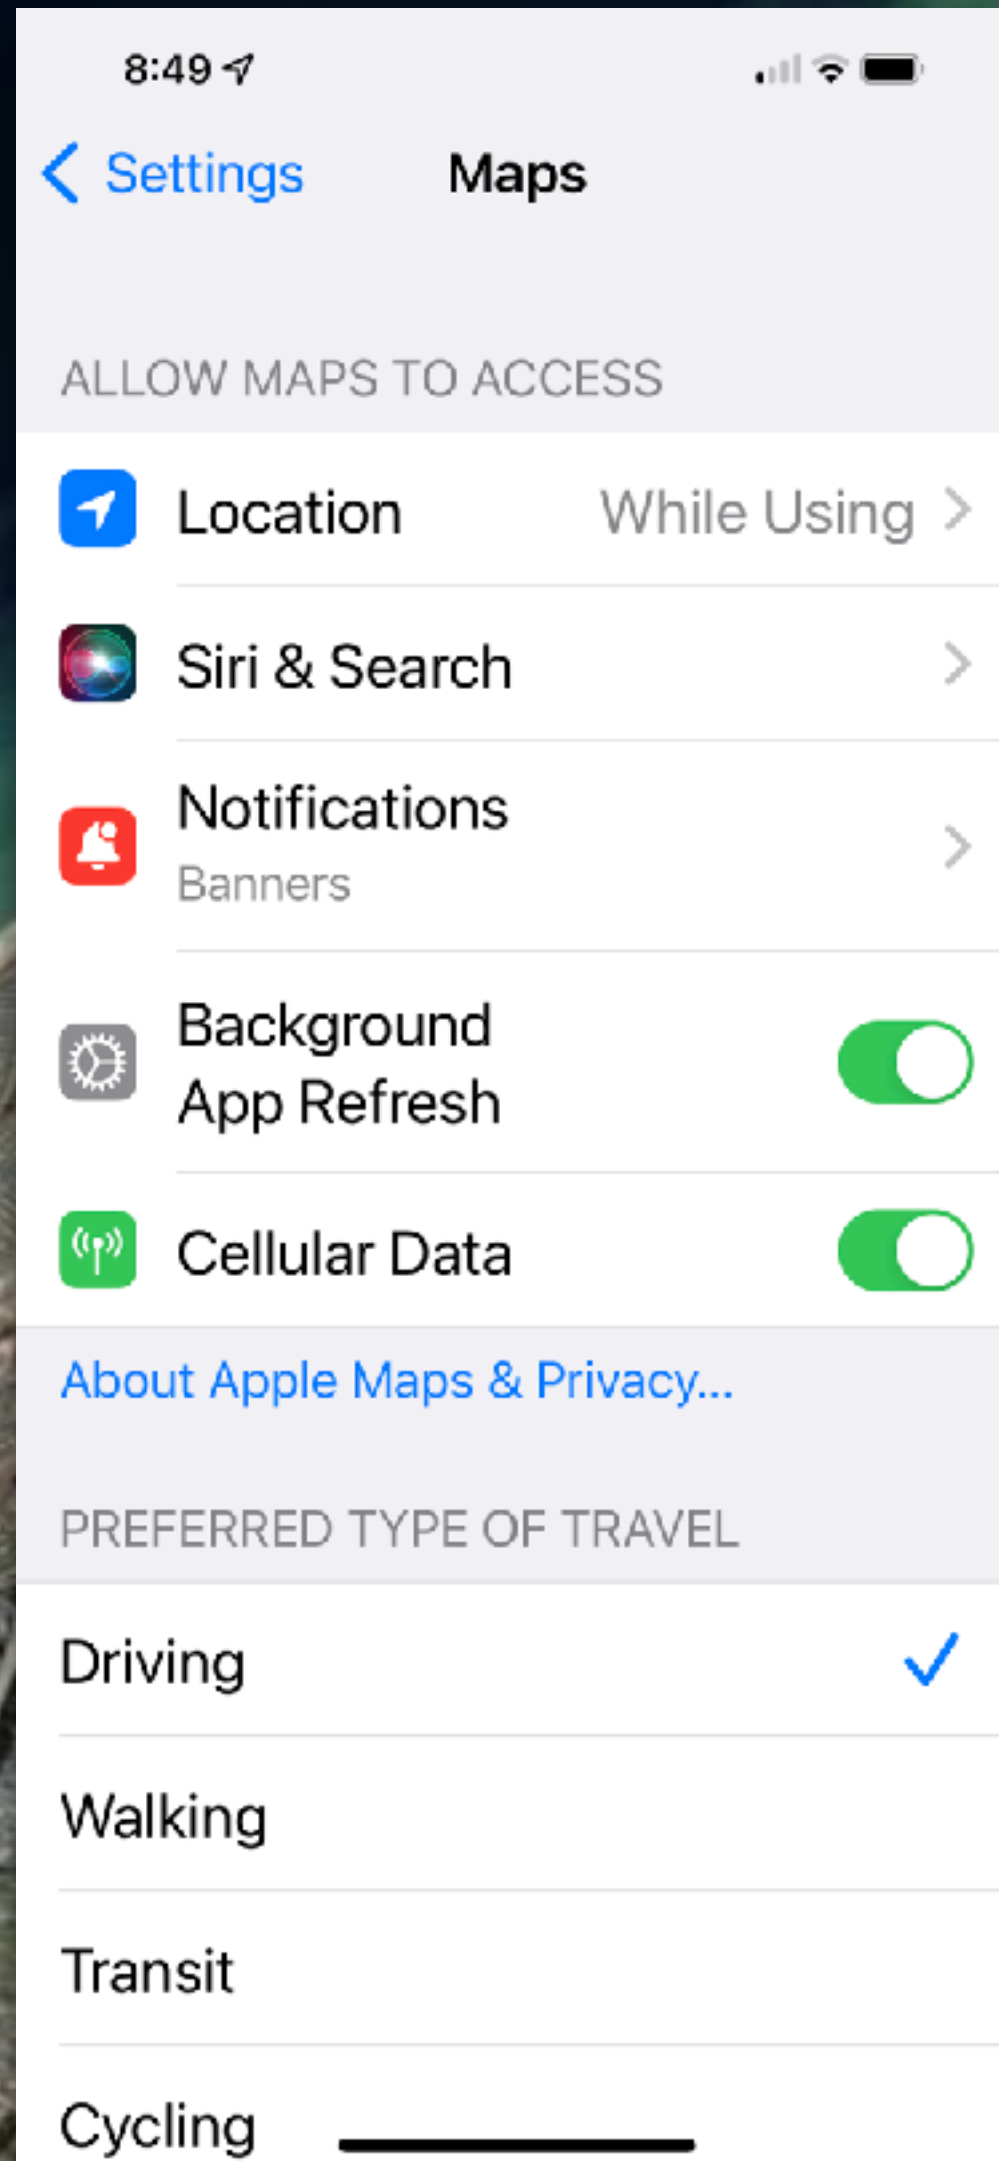 8:49
Settings
Maps
ALLOW MAPS TO ACCESS
Location
While Using
Siri & Search
Notifications
Banners
Background
App Refresh
Cellular Data
About Apple Maps & Privacy...
PREFERRED TYPE OF TRAVEL
Driving
Walking
Transit
Cycling